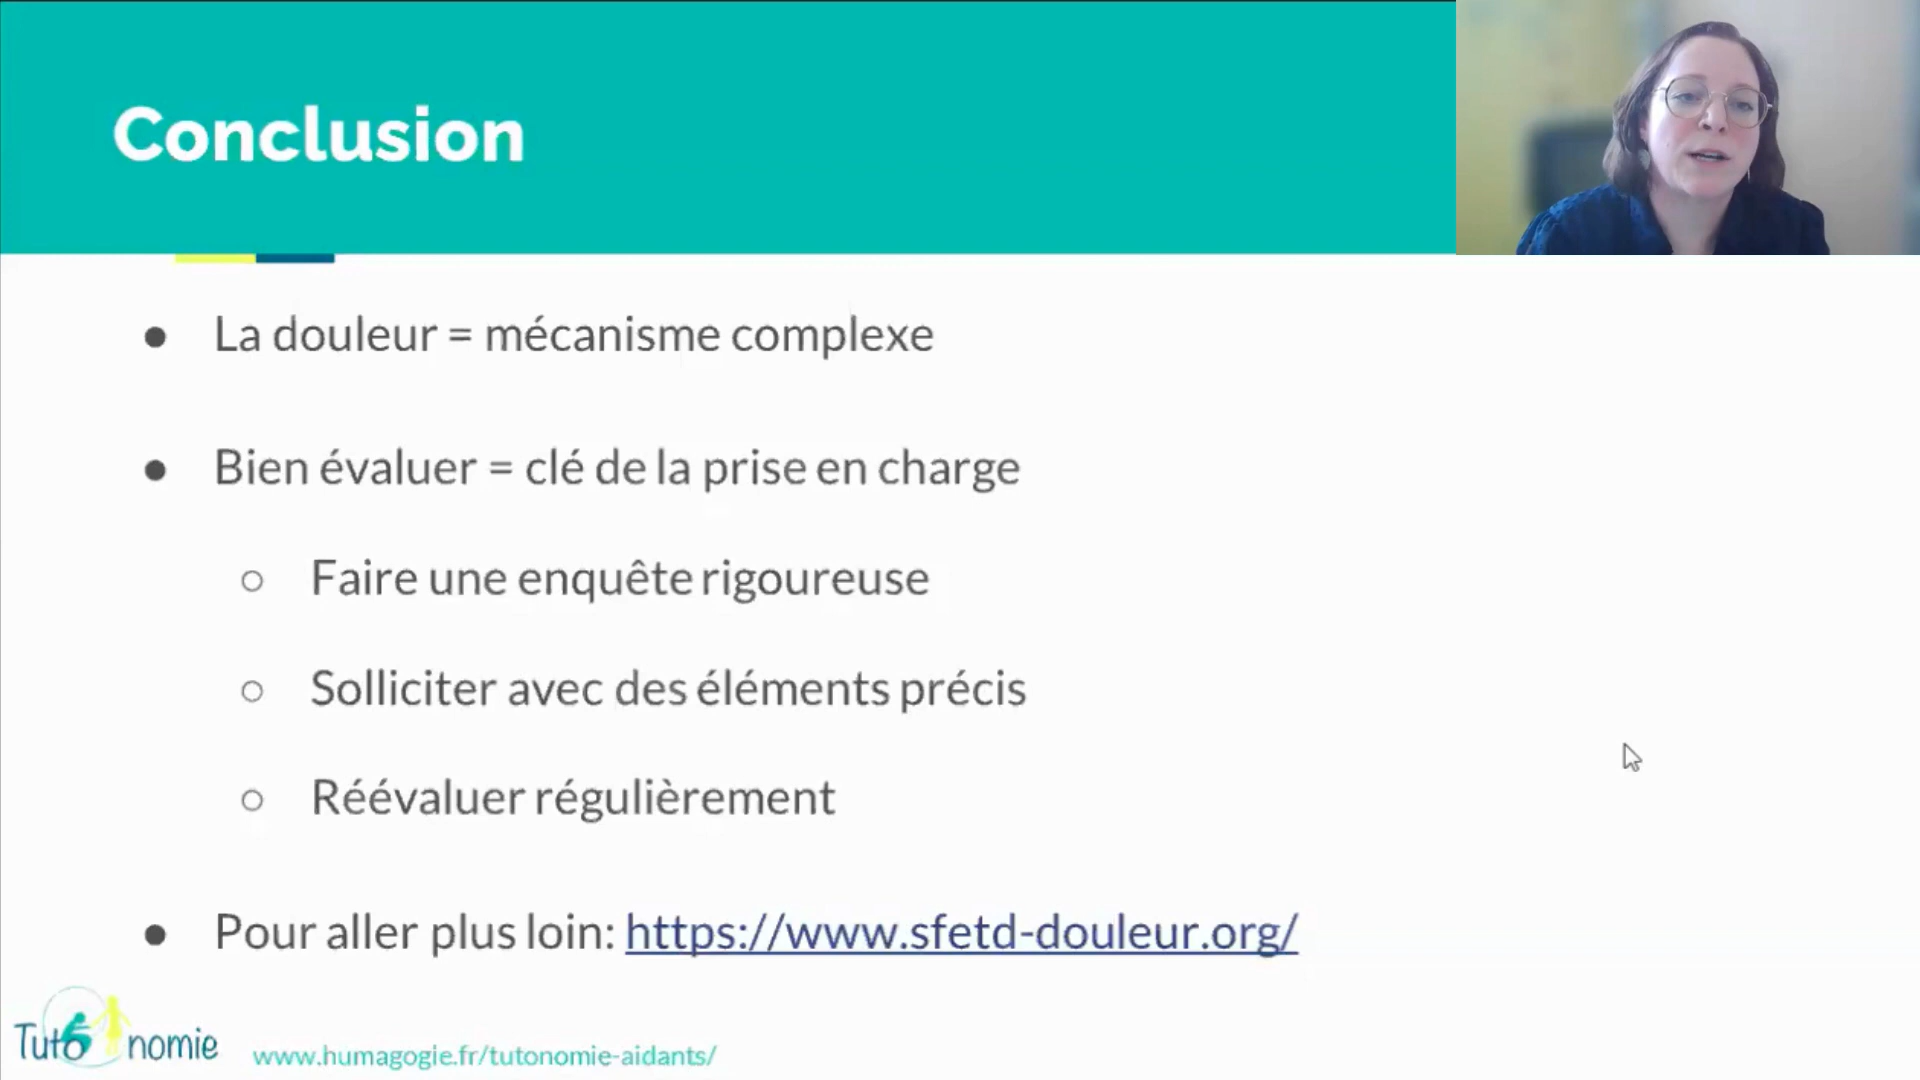 Conclusion
● La douleur = mécanisme complexe
● Bien évaluer = clé de la prise en charge
○ Faire une enquête rigoureuse
○ Solliciter avec des éléments précis
○ Réévaluer régulièrement
● Pour aller plus loin: https://www.sfetd-douleur.org/
Tutonomie
www.humagogie.fr/tutonomie-aidants/